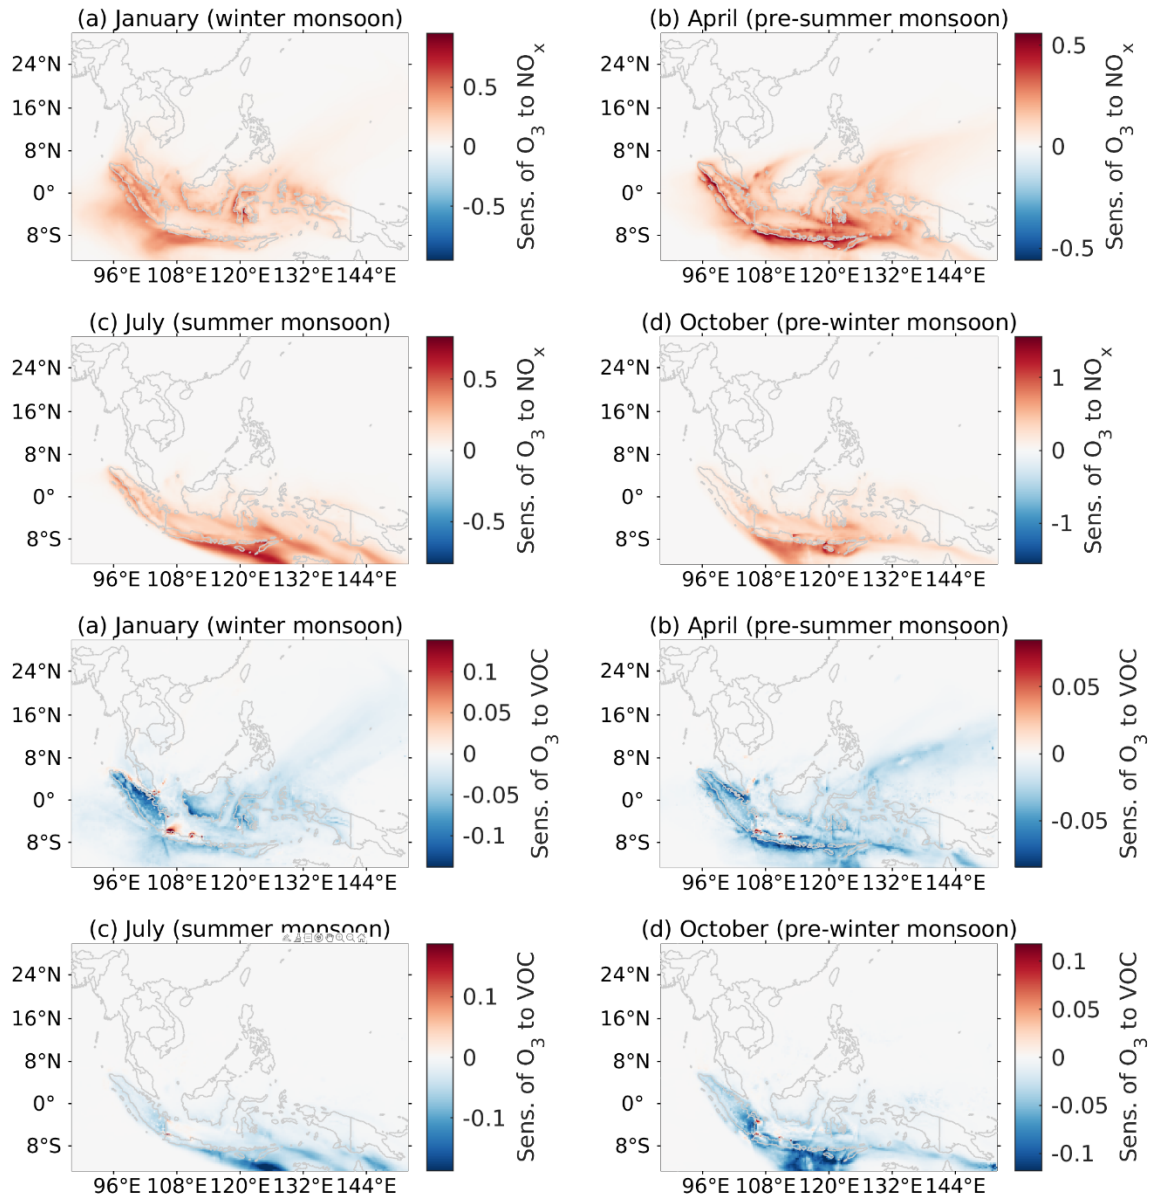 (a) January (winter monsoon)
24°N
16°N
8°N
0°
8°S
96°E 108°E 120°E 132°E 144°E
0.5
0
-0.5
Sens. of O3 to NOx
(b) April (pre-summer monsoon)
24°N
16°N
8°N
0°
8°S
96°E 108°E 120°E 132°E 144°E
0.5
0
-0.5
Sens. of O3 to NOx
(c) July (summer monsoon)
24°N
16°N
8°N
0°
8°S
96°E 108°E 120°E 132°E 144°E
0.5
0
-0.5
Sens. of O3 to NOx
(d) October (pre-winter monsoon)
24°N
16°N
8°N
0°
8°S
96°E 108°E 120°E 132°E 144°E
1
0
-1
Sens. of O3 to NOx
(a) January (winter monsoon)
24°N
16°N
8°N
0°
8°S
96°E 108°E 120°E 132°E 144°E
0.1
0.05
0
-0.05
-0.1
Sens. of O3 to VOC
(b) April (pre-summer monsoon)
24°N
16°N
8°N
0°
8°S
96°E 108°E 120°E 132°E 144°E
0.05
0
-0.05
Sens. of O3 to VOC
(c) July (summer monsoon)
24°N
16°N
8°N
0°
8°S
96°E 108°E 120°E 132°E 144°E
0.1
0
-0.1
Sens. of O3 to VOC
(d) October (pre-winter monsoon)
24°N
16°N
8°N
0°
8°S
96°E 108°E 120°E 132°E 144°E
0.1
0.05
0
-0.05
-0.1
Sens. of O3 to VOC